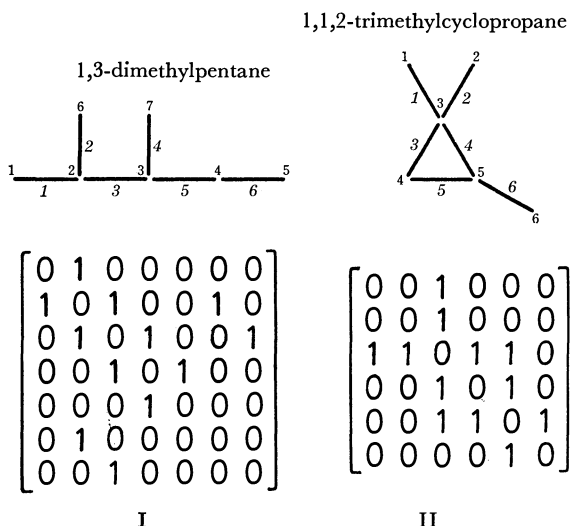 1,1,2-trimethylcyclopropane
1,3-dimethylpentane
6 7
2 4
1 2 3 4 5
1 3 5 6
1 2
1 3 2
3 4
4 5 5 6
6
0 1 0 0 0 0 0
1 0 1 0 0 1 0
0 1 0 1 0 0 1
0 0 1 0 1 0 0
0 0 0 1 0 0 0
0 1 0 0 0 0 0
0 0 1 0 0 0 0
I
0 0 1 0 0 0
0 0 1 0 0 0
1 1 0 1 1 0
0 0 1 0 1 0
0 0 1 1 0 1
0 0 0 0 1 0
II